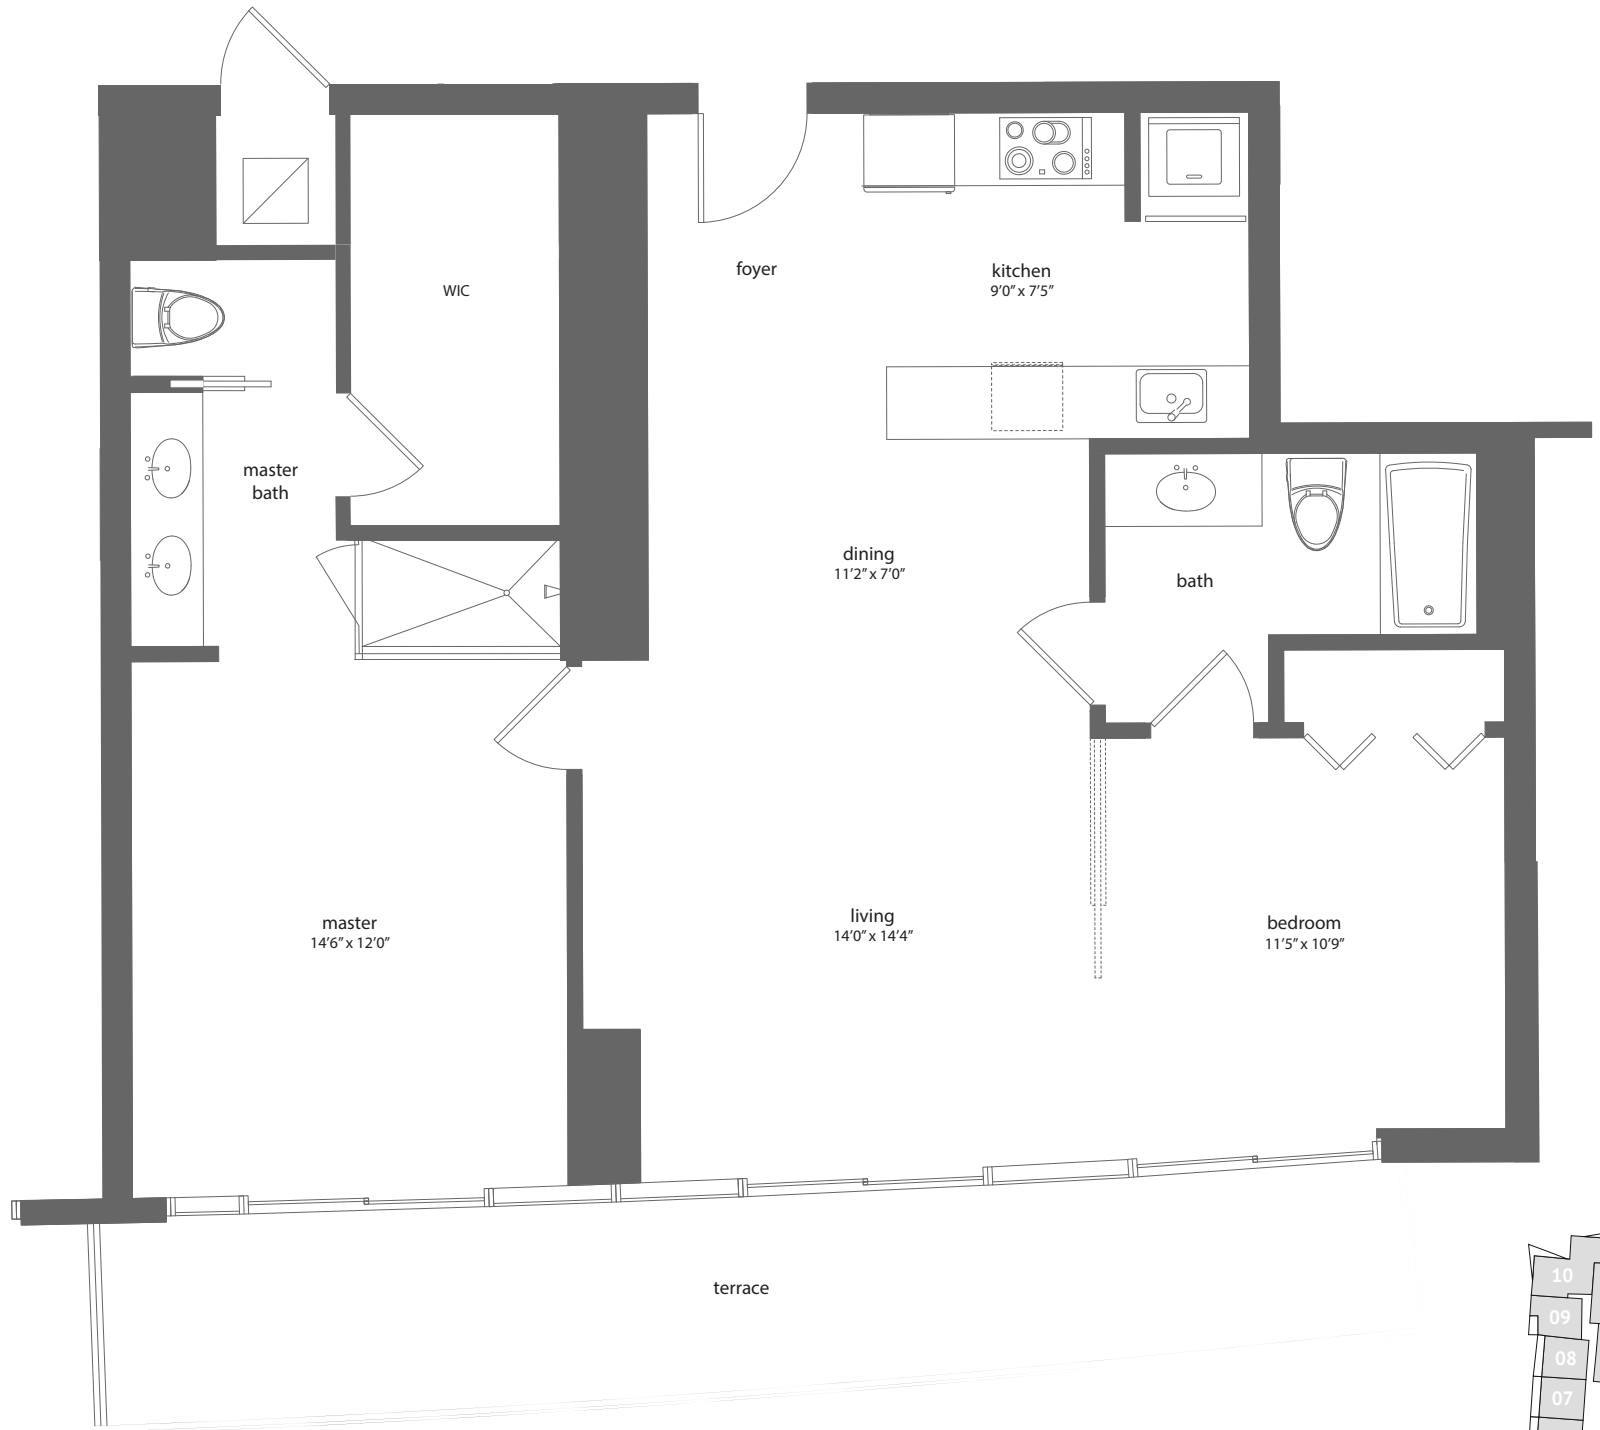 foyer
kitchen
9'0" x 7'5"
WIC
master
bath
dining
11'2" x 7'0"
bath
master
14'6" x 12'0"
living
14'0" x 14'4"
bedroom
11'5" x 10'9"
terrace
10
09
08
07